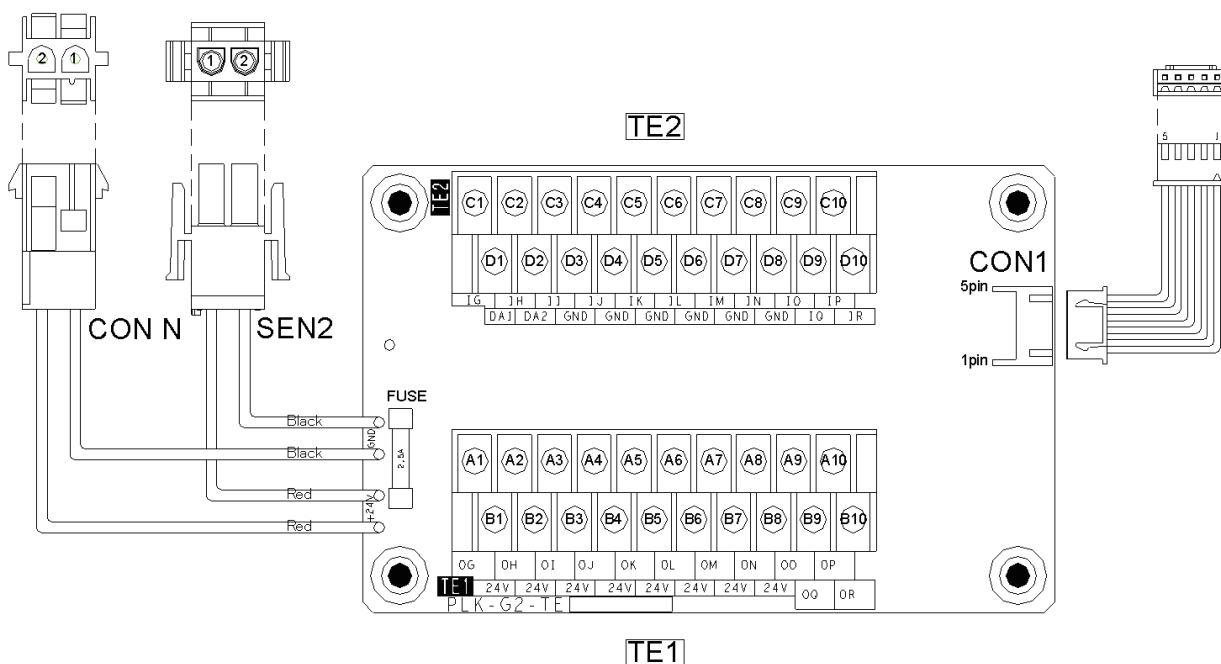 2 1
1 2
TE2
5 1
TE2
C1 C2 C3 C4 C5 C6 C7 C8 C9 C10
D1 D2 D3 D4 D5 D6 D7 D8 D9 D10
IG IH II IJ IK IL IM IN IO IP
DA1 DA2 GND GND GND GND GND GND IQ IR
CON1
5pin
1pin
CON N
SEN2
FUSE
2.5A
Black
GND
Black
Red
+24V
Red
A1 A2 A3 A4 A5 A6 A7 A8 A9 A10
B1 B2 B3 B4 B5 B6 B7 B8 B9 B10
OG OH OI OJ OK OL OM ON OO OP
TE1 24V 24V 24V 24V 24V 24V 24V 24V OQ OR
PLK-G2-TE
TE1